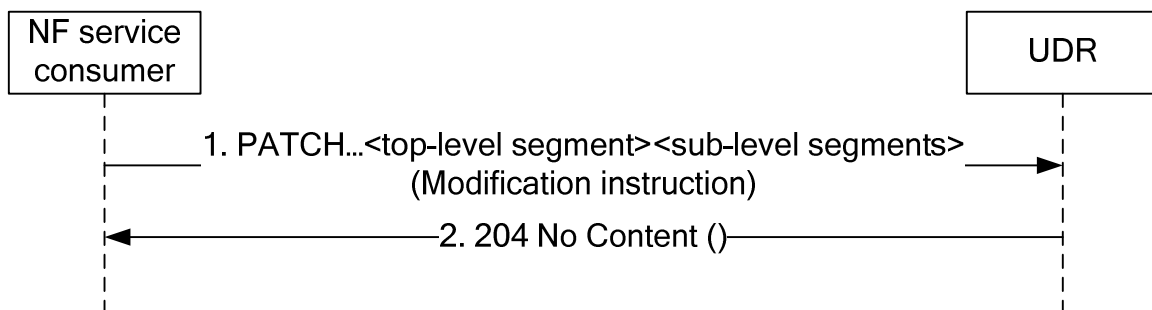 NF service
consumer
UDR
1. PATCH...<top-level segment><sub-level segments>
(Modification instruction)
2. 204 No Content ()